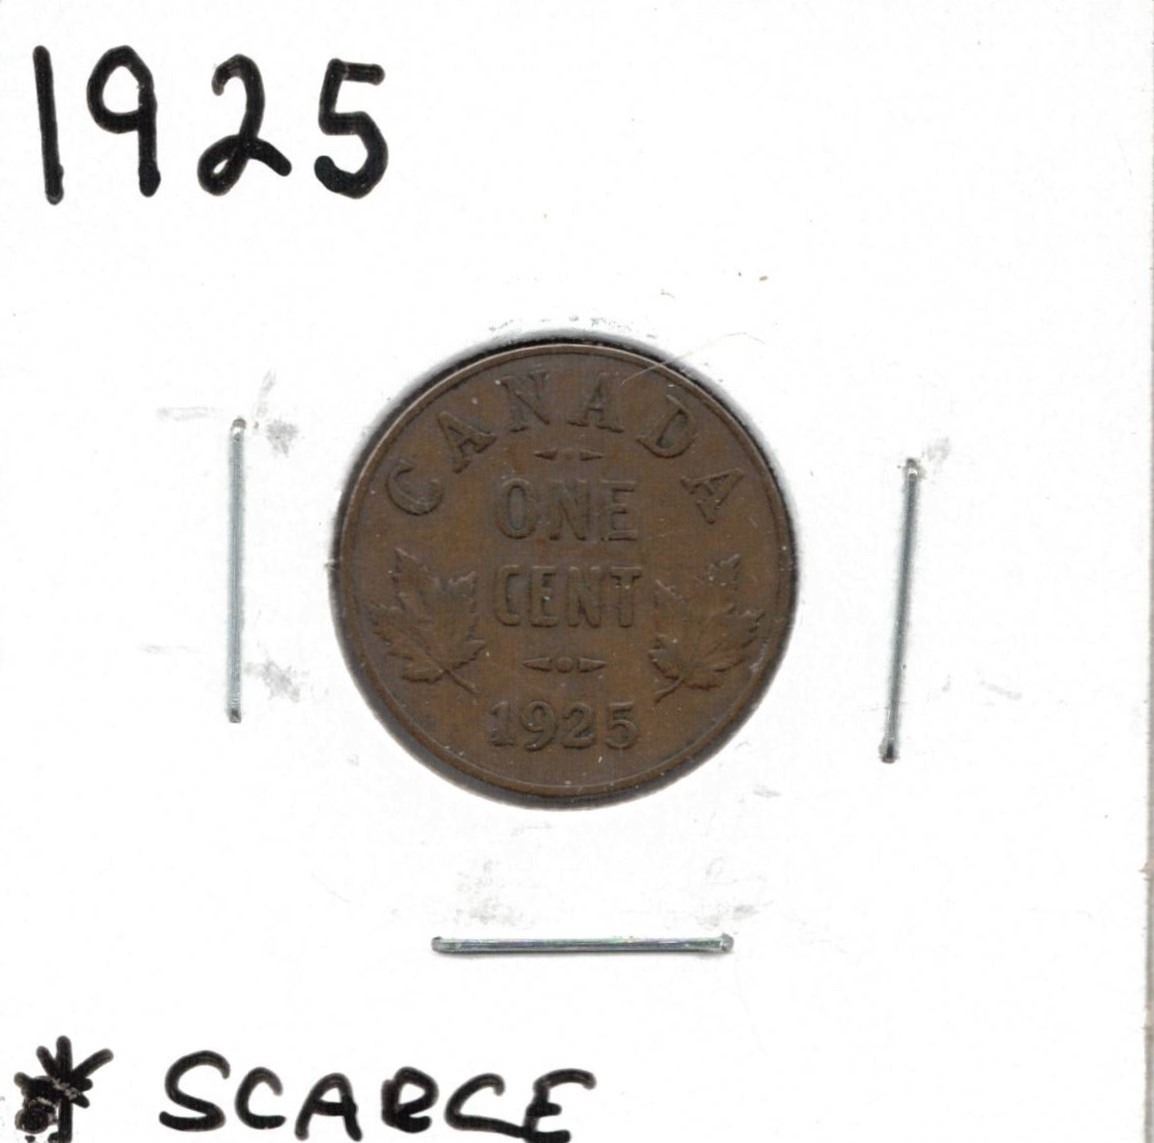 1925
CANADA
ONE
CENT
1925
* SCARCE